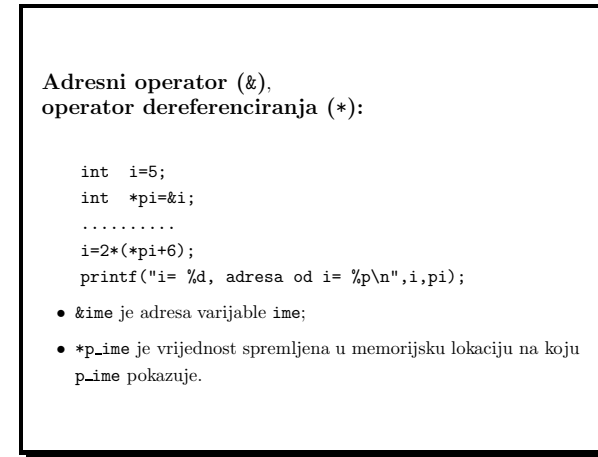 Adresni operator (&),
operator dereferenciranja (*):
int  i=5;
int  *pi=&i;
..........
i=2*(*pi+6);
printf("i= %d, adresa od i= %p\n",i,pi);
• &ime je adresa varijable ime;
• *p_ime je vrijednost spremljena u memorijsku lokaciju na koju
p_ime pokazuje.